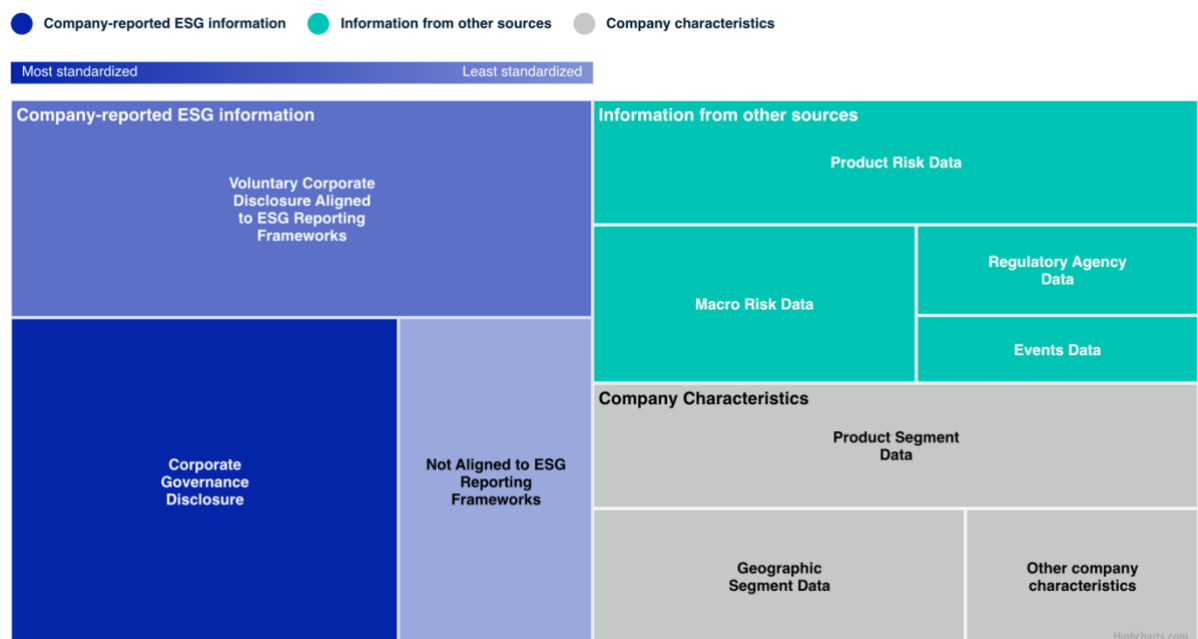 Company-reported ESG information
Information from other sources
Company characteristics
Most standardized
Least standardized
Company-reported ESG information
Voluntary Corporate
Disclosure Aligned
to ESG Reporting
Frameworks
Corporate
Governance
Disclosure
Not Aligned to ESG
Reporting
Frameworks
Information from other sources
Product Risk Data
Macro Risk Data
Regulatory Agency
Data
Events Data
Company Characteristics
Product Segment
Data
Geographic
Segment Data
Other company
characteristics
Highcharts.com